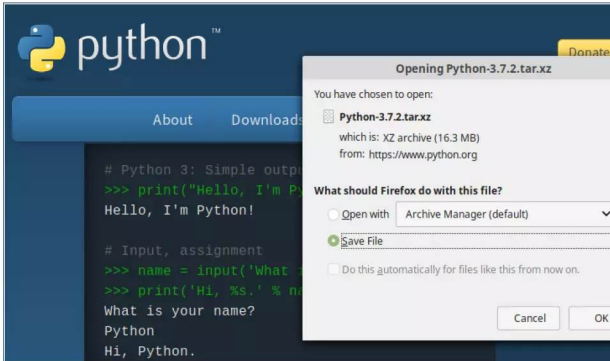 python™
Donate
About Downloads
# Python 3: Simple outpu
>>> print("Hello, I'm Py
Hello, I'm Python!
# Input, assignment
>>> name = input('What i
>>> print('Hi, %s.' % na
What is your name?
Python
Hi, Python.
Opening Python-3.7.2.tar.xz
You have chosen to open:
Python-3.7.2.tar.xz
which is: XZ archive (16.3 MB)
from: https://www.python.org
What should Firefox do with this file?
Open with Archive Manager (default)
Save File
Do this automatically for files like this from now on.
Cancel OK